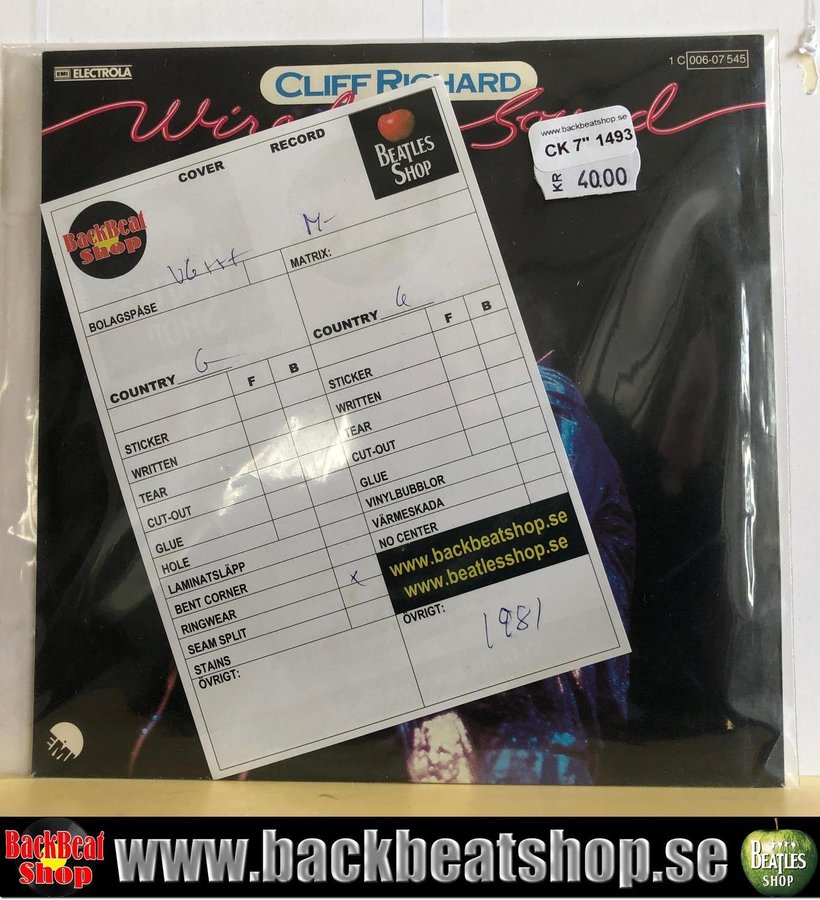 EMI ELECTROLA
1 C 006-07 545
CLIFF RICHARD
Wire Sound
www.backbeatshop.se
CK 7" 1493
KR 40.00
COVER RECORD
BEATLES
SHOP
BackBeat
Shop
VG+++ M-
BOLAGSPÅSE MATRIX:
COUNTRY G COUNTRY G
F B F B
STICKER STICKER
WRITTEN WRITTEN
TEAR TEAR
CUT-OUT CUT-OUT
GLUE GLUE
HOLE VINYLBUBBLOR
LAMINATSLÄPP VÄRMESKADA
BENT CORNER NO CENTER
RINGWEAR x
SEAM SPLIT
STAINS
www.backbeatshop.se
www.beatlesshop.se
ÖVRIGT: ÖVRIGT:
1981
EMI
BackBeat
Shop
www.backbeatshop.se
BEATLES
SHOP